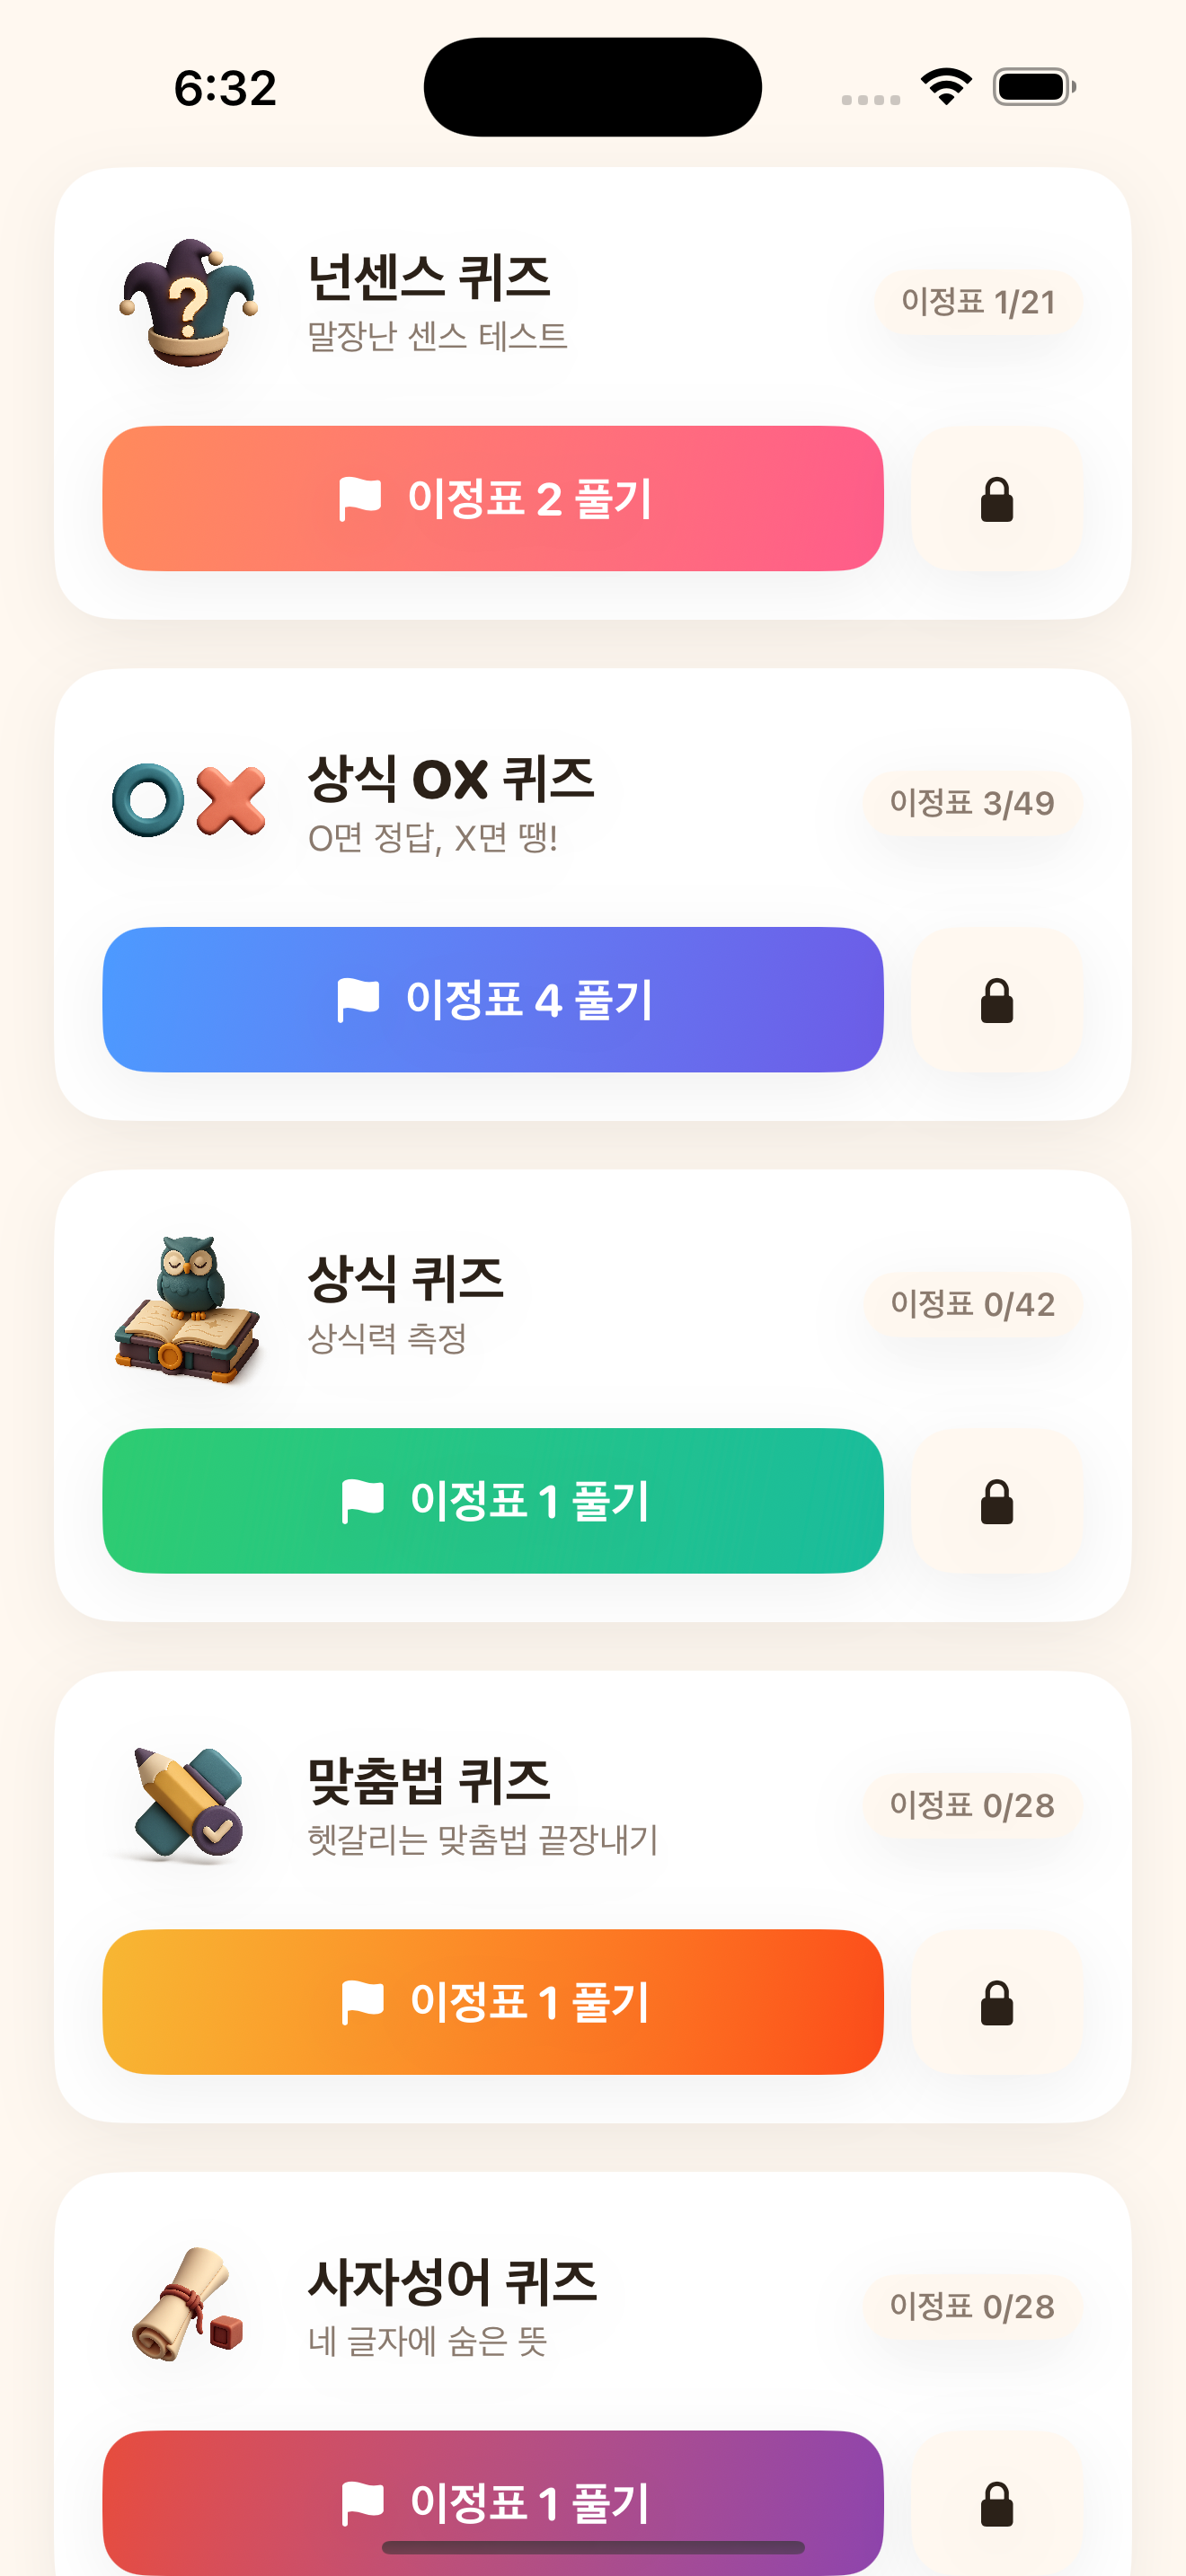 6:32
넌센스 퀴즈
말장난 센스 테스트
이정표 1/21
이정표 2 풀기
상식 OX 퀴즈
O면 정답, X면 땡!
이정표 3/49
이정표 4 풀기
상식 퀴즈
상식력 측정
이정표 0/42
이정표 1 풀기
맞춤법 퀴즈
헷갈리는 맞춤법 끝장내기
이정표 0/28
이정표 1 풀기
사자성어 퀴즈
네 글자에 숨은 뜻
이정표 0/28
이정표 1 풀기